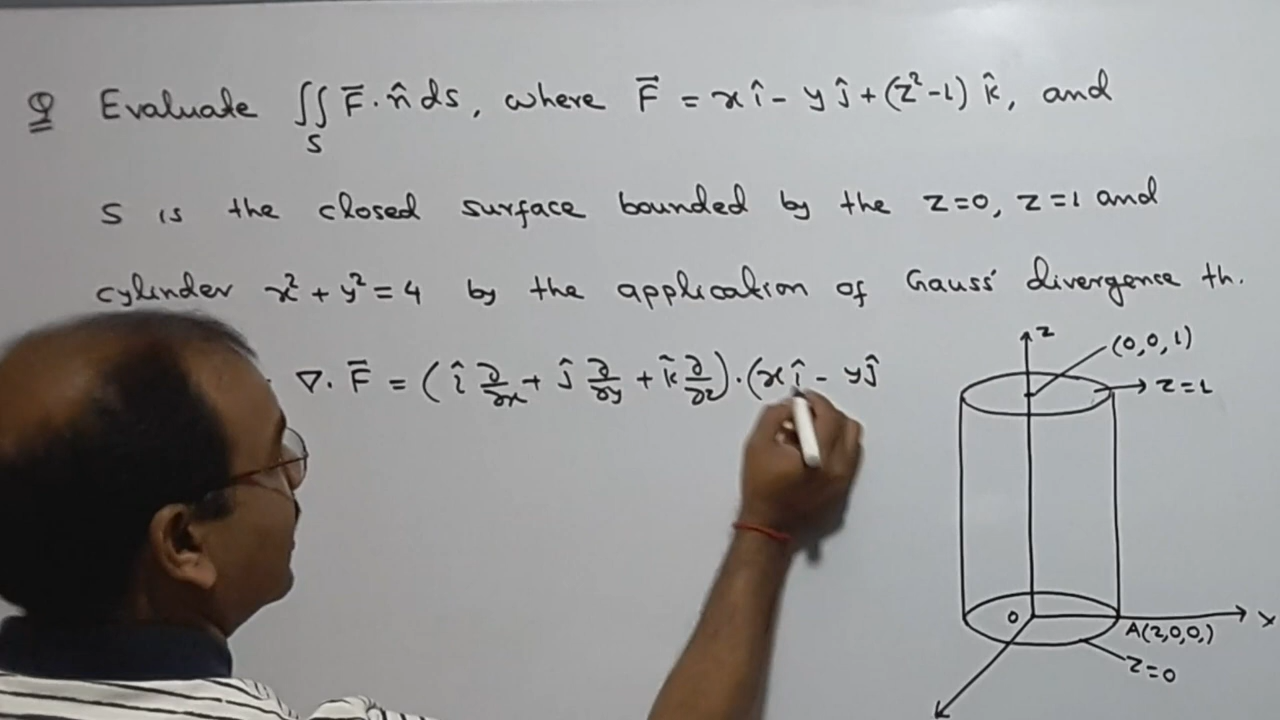 Q Evaluate ∬_S F⃗ · n̂ ds, where F⃗ = x î - y ĵ + (z² - 1) k̂, and
S is the closed surface bounded by the z=0, z=1 and
cylinder x² + y² = 4 by the application of Gauss' divergence th.
∇ · F⃗ = (î ∂/∂x + ĵ ∂/∂y + k̂ ∂/∂z) · (x î - y ĵ
z
(0,0,1)
z=1
O
x
A(2,0,0,)
z=0